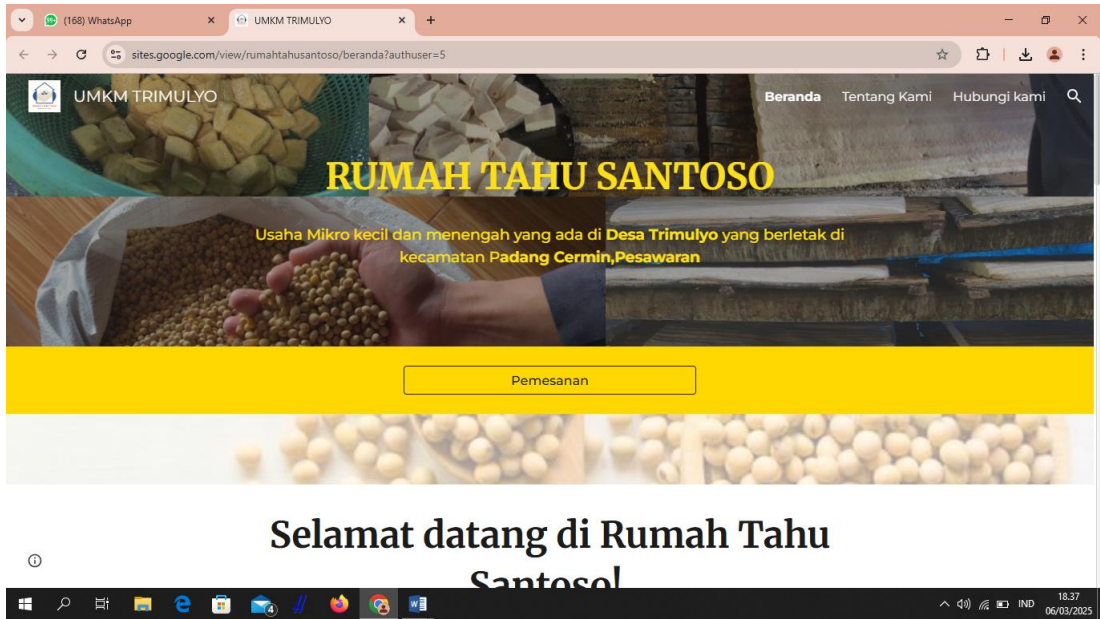 (168) WhatsApp
UMKM TRIMULYO
sites.google.com/view/rumahtahusantoso/beranda?authuser=5
UMKM TRIMULYO
Beranda Tentang Kami Hubungi kami
RUMAH TAHU SANTOSO
Usaha Mikro kecil dan menengah yang ada di Desa Trimulyo yang berletak di
kecamatan Padang Cermin,Pesawaran
Pemesanan
Selamat datang di Rumah Tahu
Santoso!
4
IND
18.37
06/03/2025